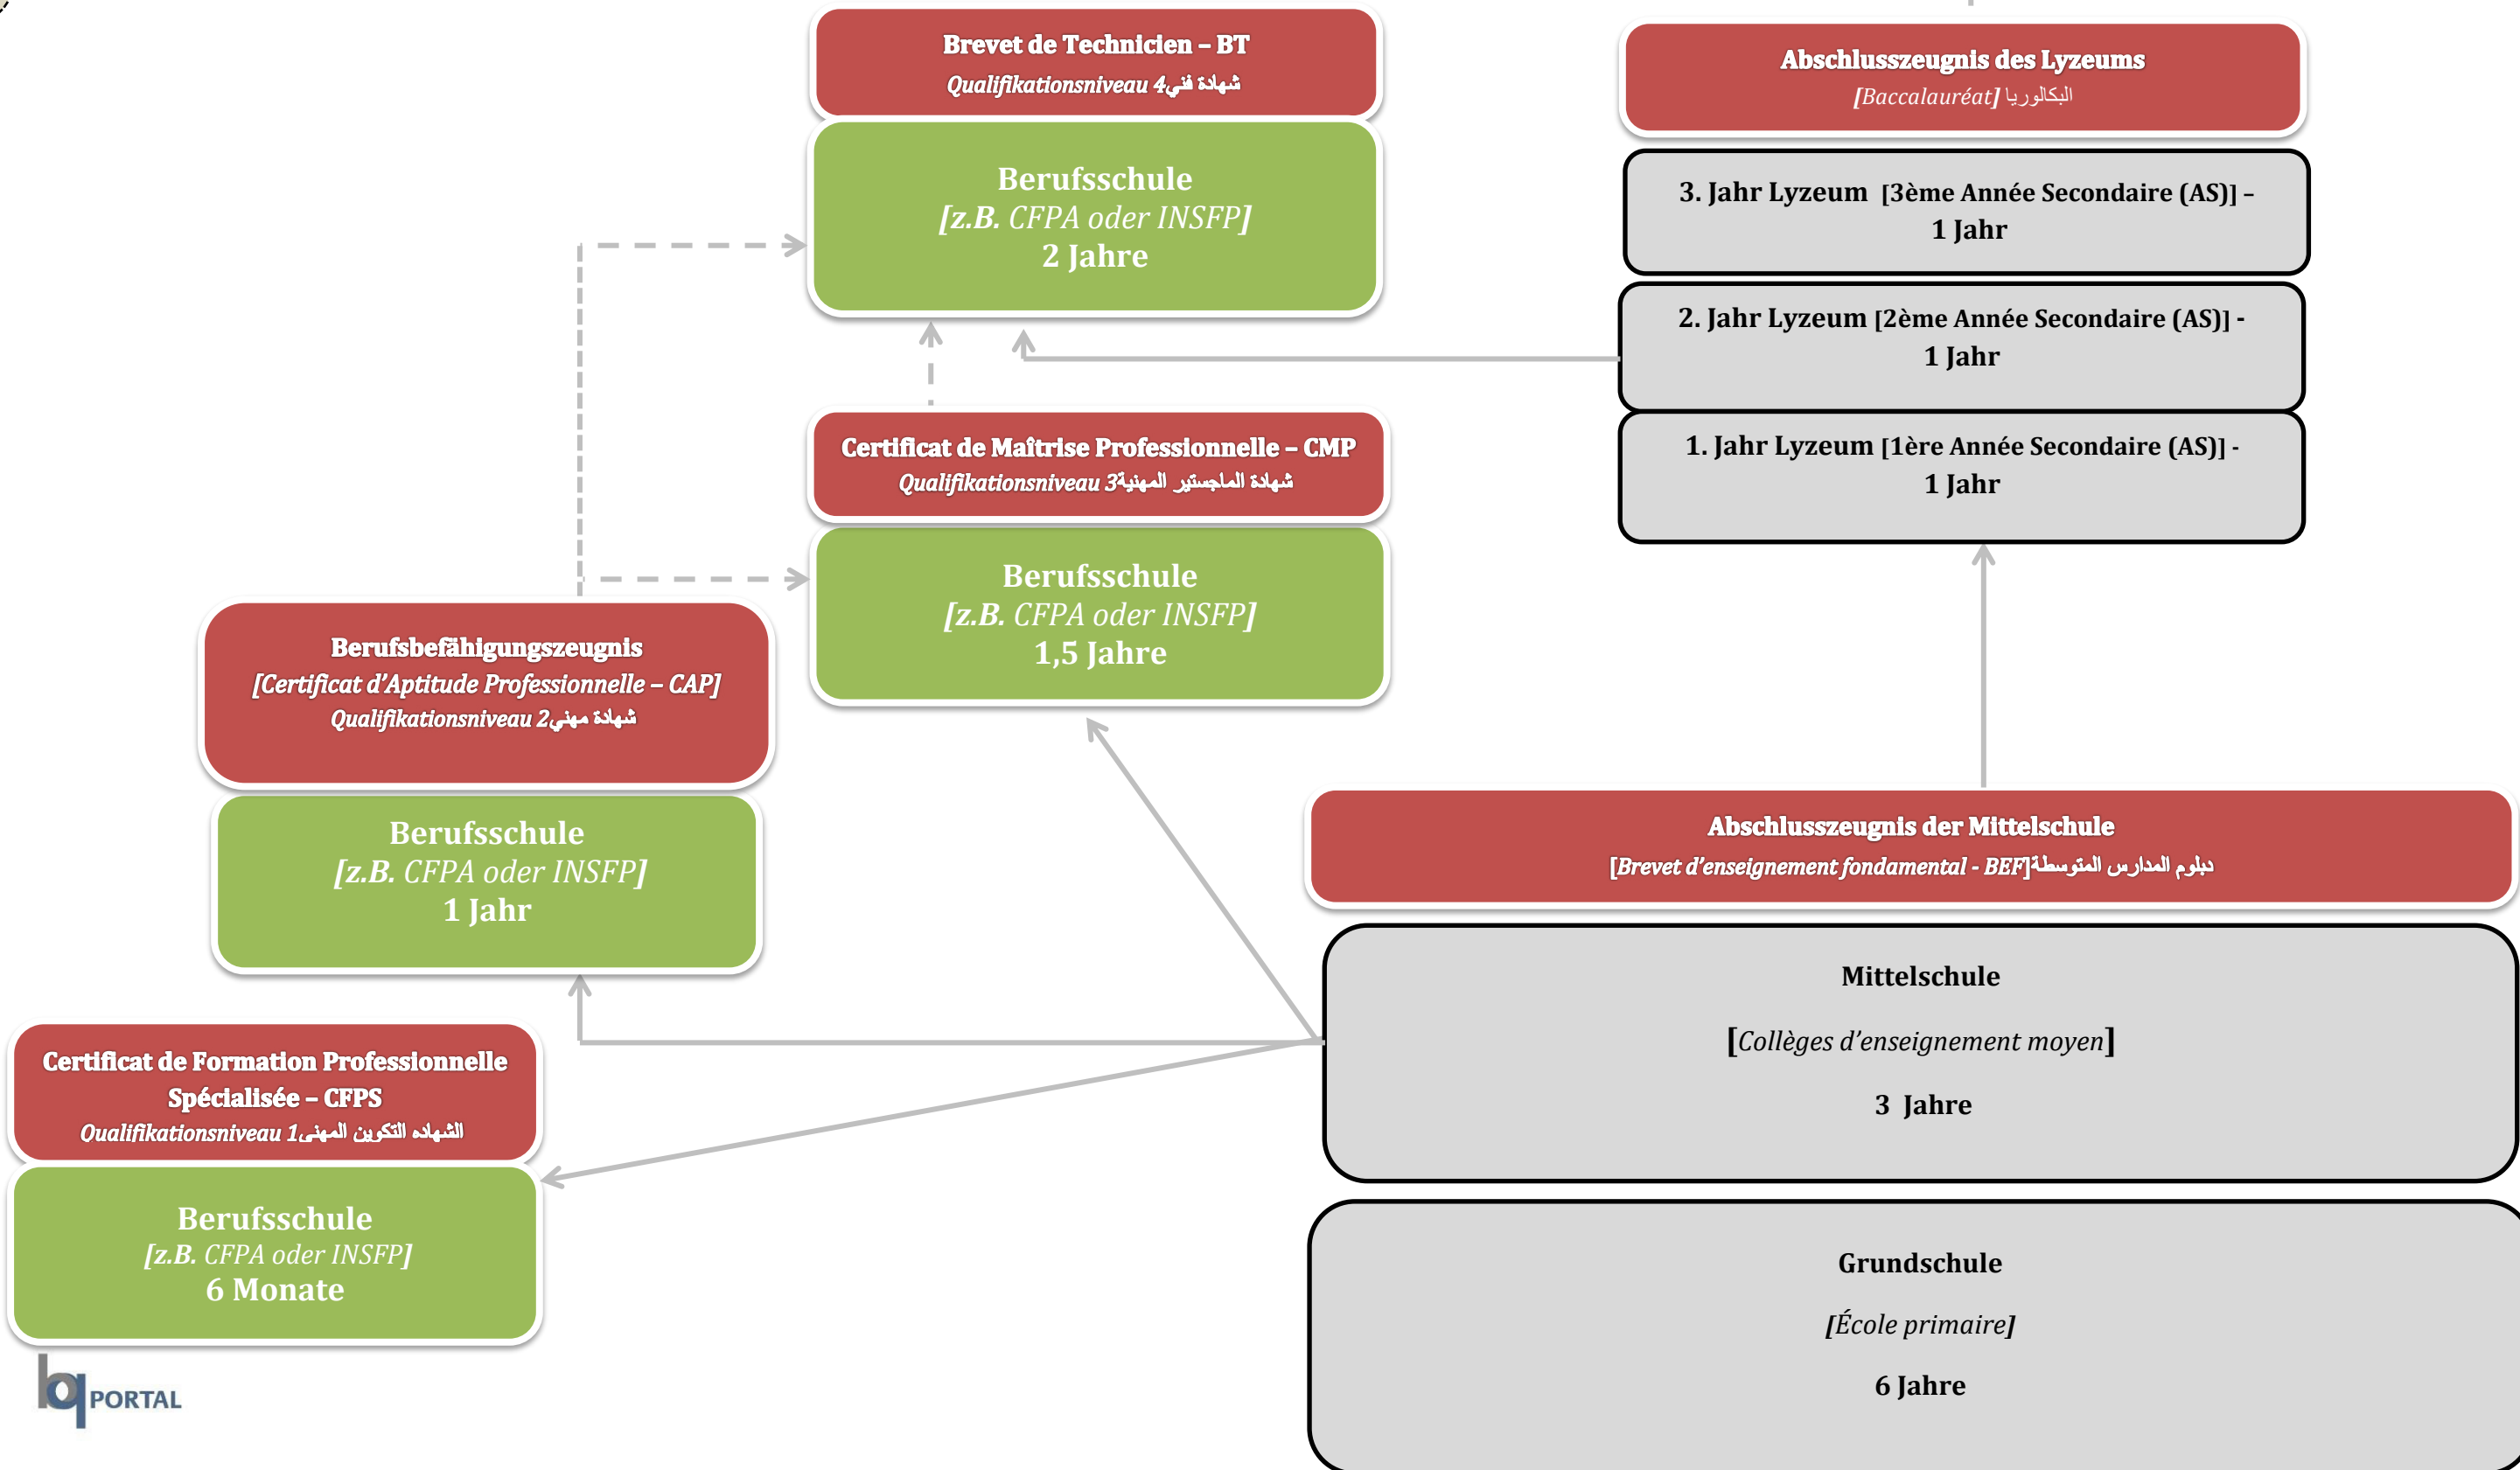 Brevet de Technicien – BT
Qualifikationsniveau 4شهادة فني
Berufsschule
[z.B. CFPA oder INSFP]
2 Jahre
Abschlusszeugnis des Lyzeums
[Baccalauréat] البكالوريا
3. Jahr Lyzeum [3ème Année Secondaire (AS)] –
1 Jahr
2. Jahr Lyzeum [2ème Année Secondaire (AS)] -
1 Jahr
1. Jahr Lyzeum [1ère Année Secondaire (AS)] -
1 Jahr
Certificat de Maîtrise Professionnelle – CMP
Qualifikationsniveau 3شهادة الماجستير المهنية
Berufsschule
[z.B. CFPA oder INSFP]
1,5 Jahre
Berufsbefähigungszeugnis
[Certificat d’Aptitude Professionnelle – CAP]
Qualifikationsniveau 2شهادة مهني
Berufsschule
[z.B. CFPA oder INSFP]
1 Jahr
Abschlusszeugnis der Mittelschule
[Brevet d’enseignement fondamental - BEF]دبلوم المدارس المتوسطة
Mittelschule
[Collèges d’enseignement moyen]
3 Jahre
Certificat de Formation Professionnelle
Spécialisée – CFPS
Qualifikationsniveau 1الشهاده التكوين المهنى
Berufsschule
[z.B. CFPA oder INSFP]
6 Monate
Grundschule
[École primaire]
6 Jahre
bq PORTAL